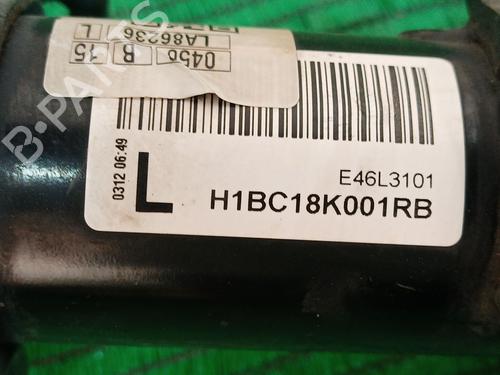 LA86236 L
0456 B 15
0312 06:49
L
E46L3101
H1BC18K001RB
B-PARTS